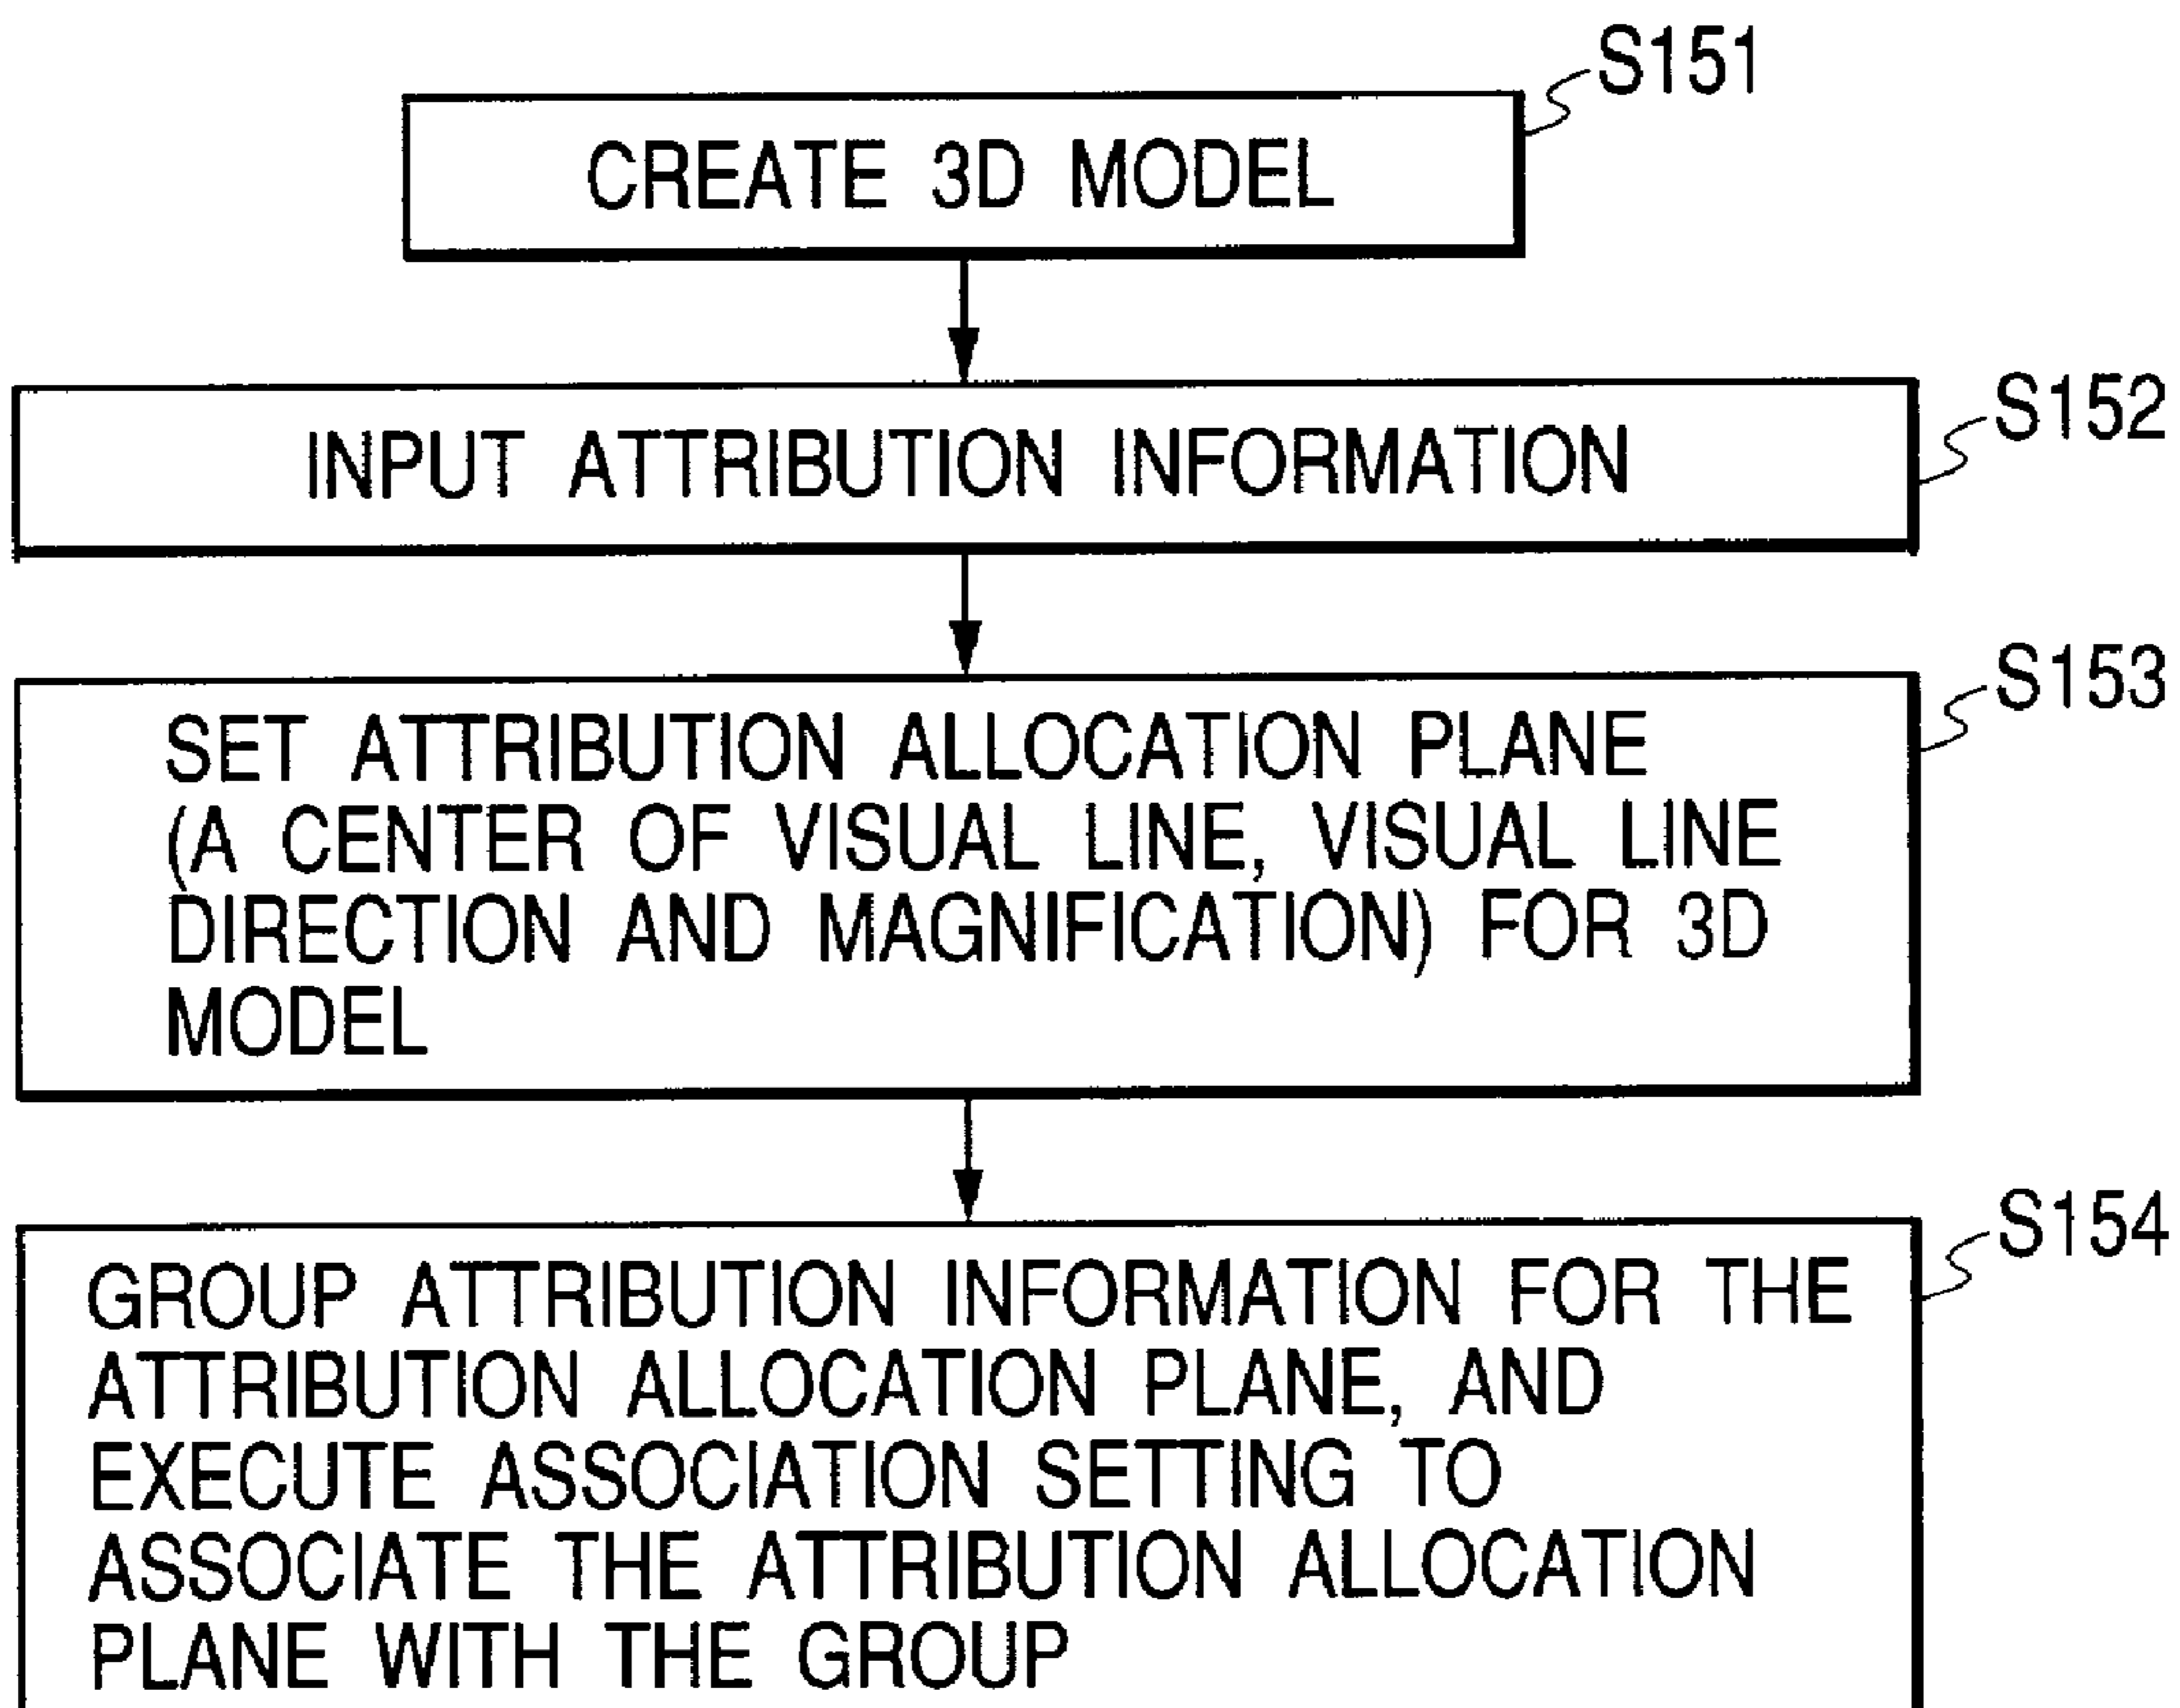 S151
CREATE 3D MODEL
S152
INPUT ATTRIBUTION INFORMATION
S153
SET ATTRIBUTION ALLOCATION PLANE
(A CENTER OF VISUAL LINE, VISUAL LINE
DIRECTION AND MAGNIFICATION) FOR 3D
MODEL
S154
GROUP ATTRIBUTION INFORMATION FOR THE
ATTRIBUTION ALLOCATION PLANE, AND
EXECUTE ASSOCIATION SETTING TO
ASSOCIATE THE ATTRIBUTION ALLOCATION
PLANE WITH THE GROUP